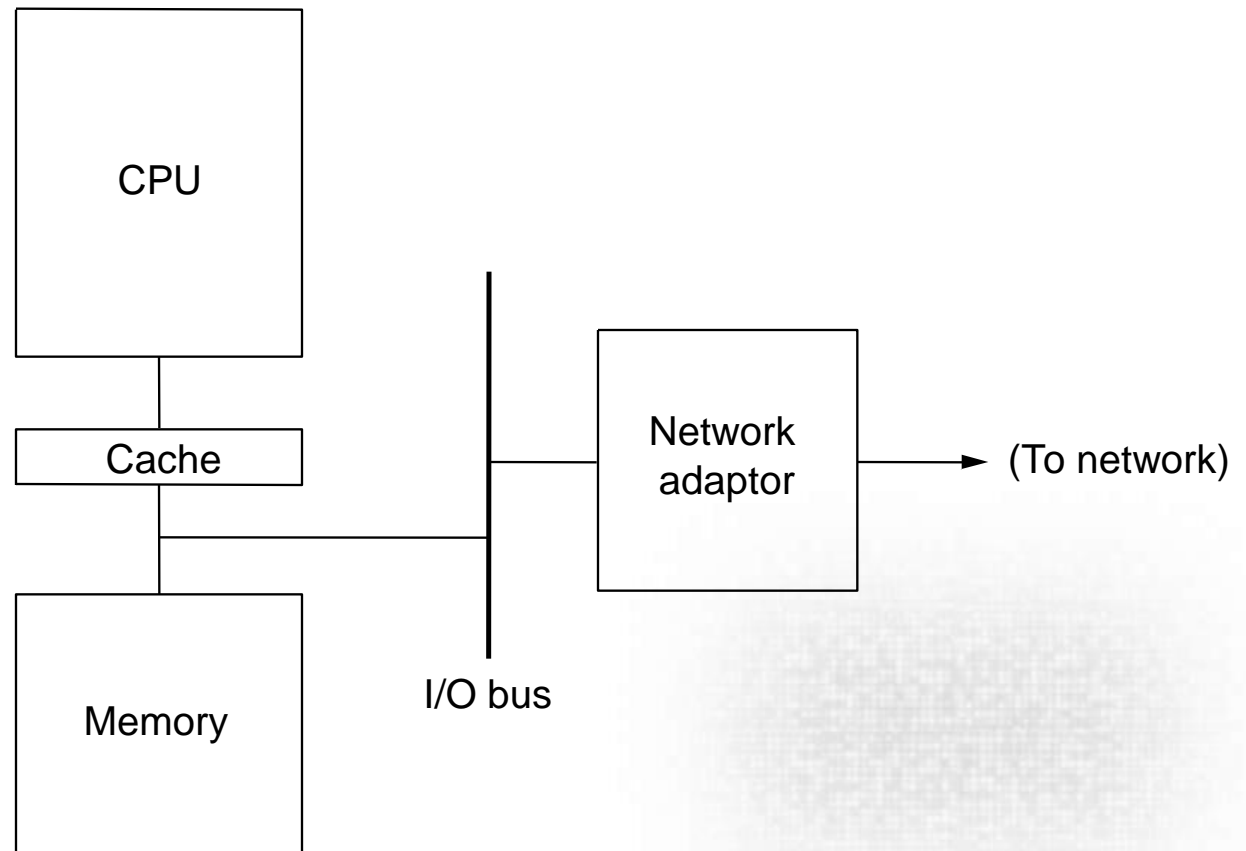 CPU
Cache
Network
adaptor
(To network)
I/O bus
Memory